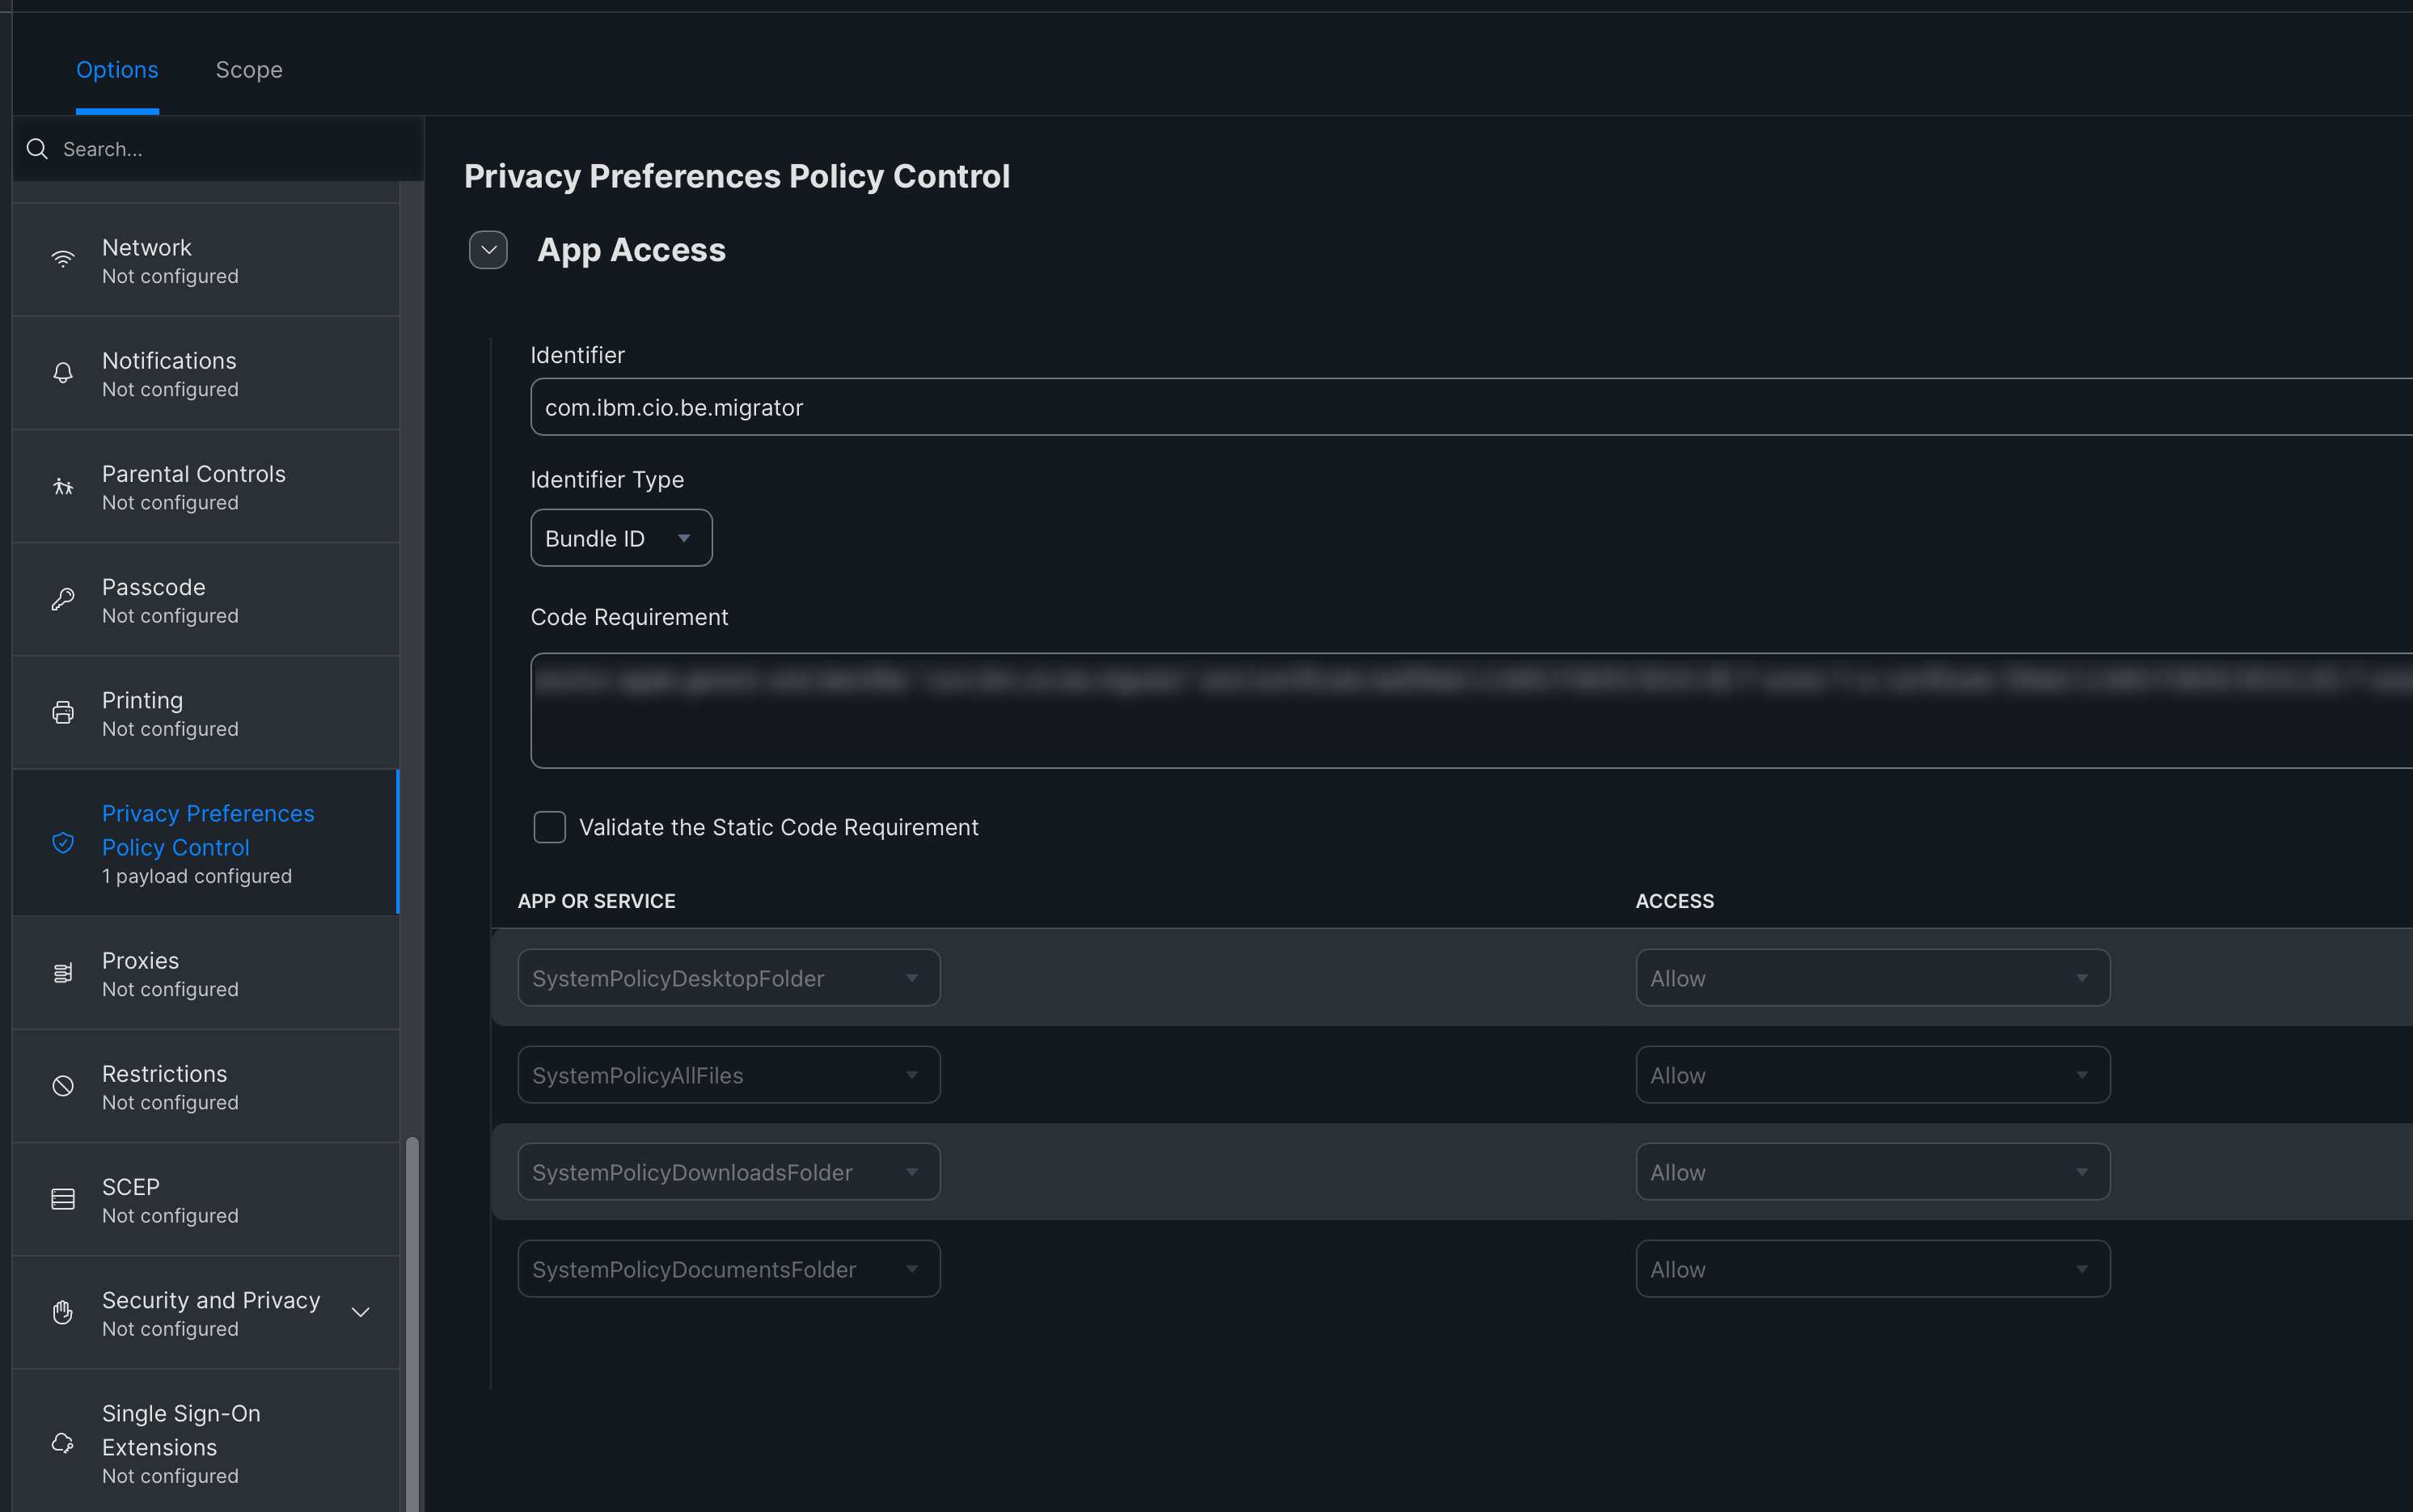 Options
Scope
Search...
Network
Not configured
Notifications
Not configured
Parental Controls
Not configured
Passcode
Not configured
Printing
Not configured
Privacy Preferences
Policy Control
1 payload configured
Proxies
Not configured
Restrictions
Not configured
SCEP
Not configured
Security and Privacy
Not configured
Single Sign-On
Extensions
Not configured
Privacy Preferences Policy Control
App Access
Identifier
com.ibm.cio.be.migrator
Identifier Type
Bundle ID
Code Requirement
Validate the Static Code Requirement
APP OR SERVICE
ACCESS
SystemPolicyDesktopFolder
Allow
SystemPolicyAllFiles
Allow
SystemPolicyDownloadsFolder
Allow
SystemPolicyDocumentsFolder
Allow